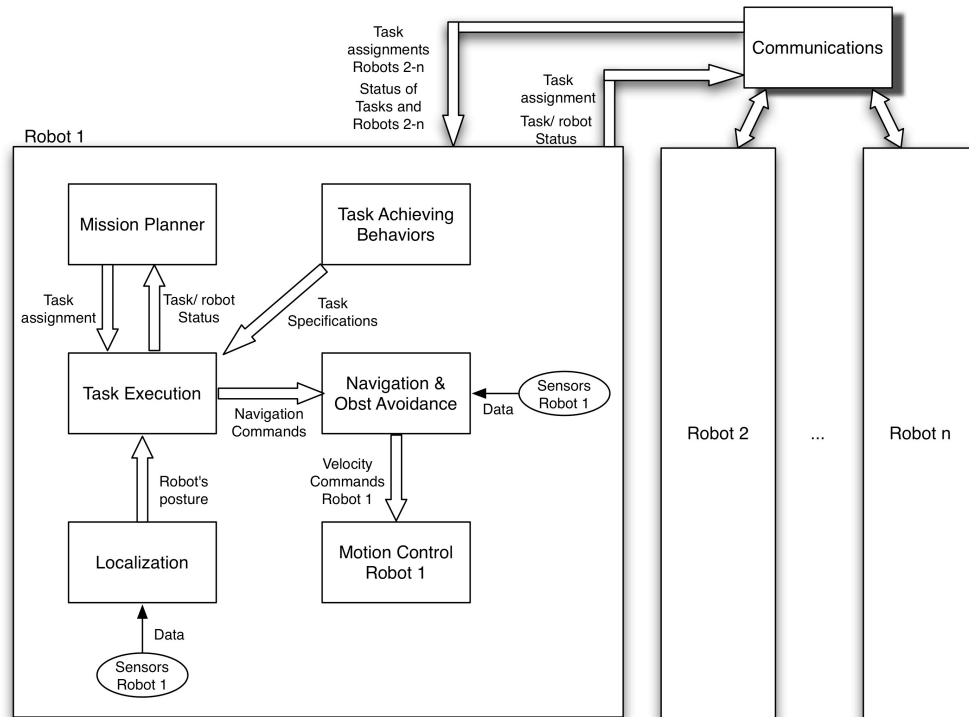 Task
assignments
Robots 2-n
Status of
Tasks and
Robots 2-n
Communications
Task
assignment
Task/ robot
Status
Robot 1
Mission Planner
Task Achieving
Behaviors
Task
assignment
Task/ robot
Status
Task
Specifications
Task Execution
Navigation &
Obst Avoidance
Sensors
Robot 1
Data
Navigation
Commands
Robot 2
...
Robot n
Robot's
posture
Velocity
Commands
Robot 1
Localization
Motion Control
Robot 1
Data
Sensors
Robot 1